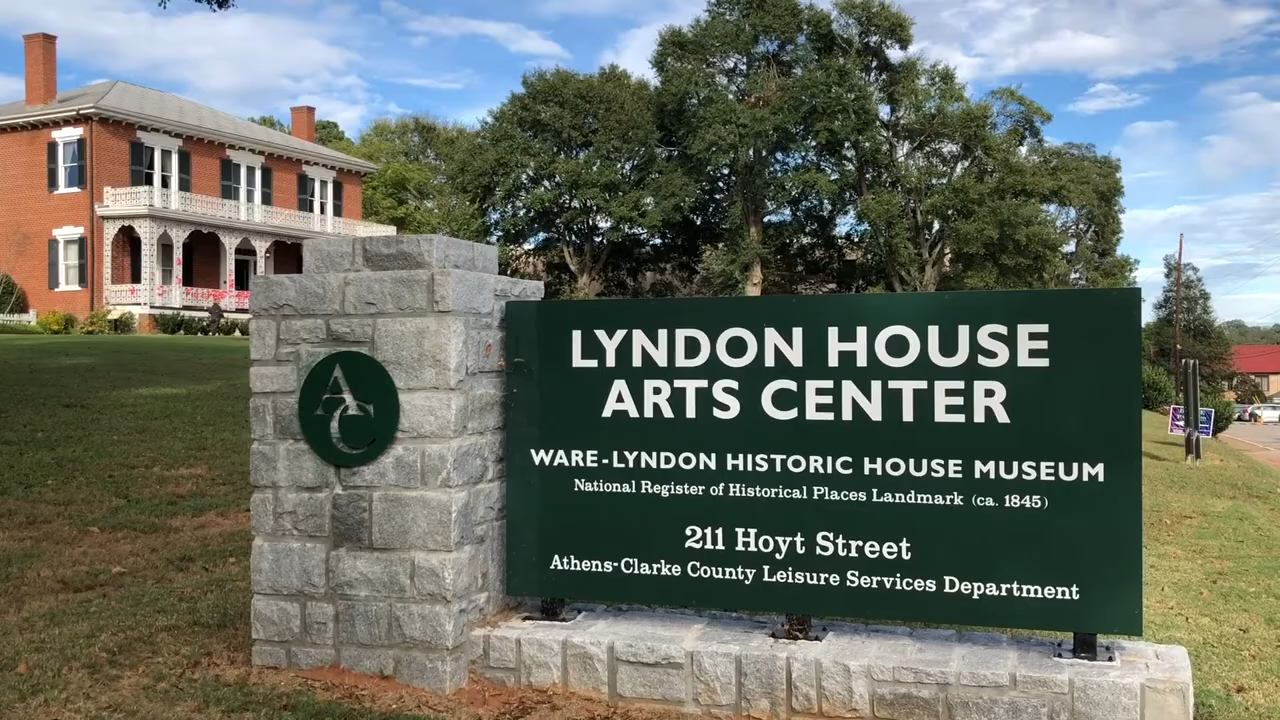 AC
LYNDON HOUSE
ARTS CENTER
WARE-LYNDON HISTORIC HOUSE MUSEUM
National Register of Historical Places Landmark (ca. 1845)
211 Hoyt Street
Athens-Clarke County Leisure Services Department